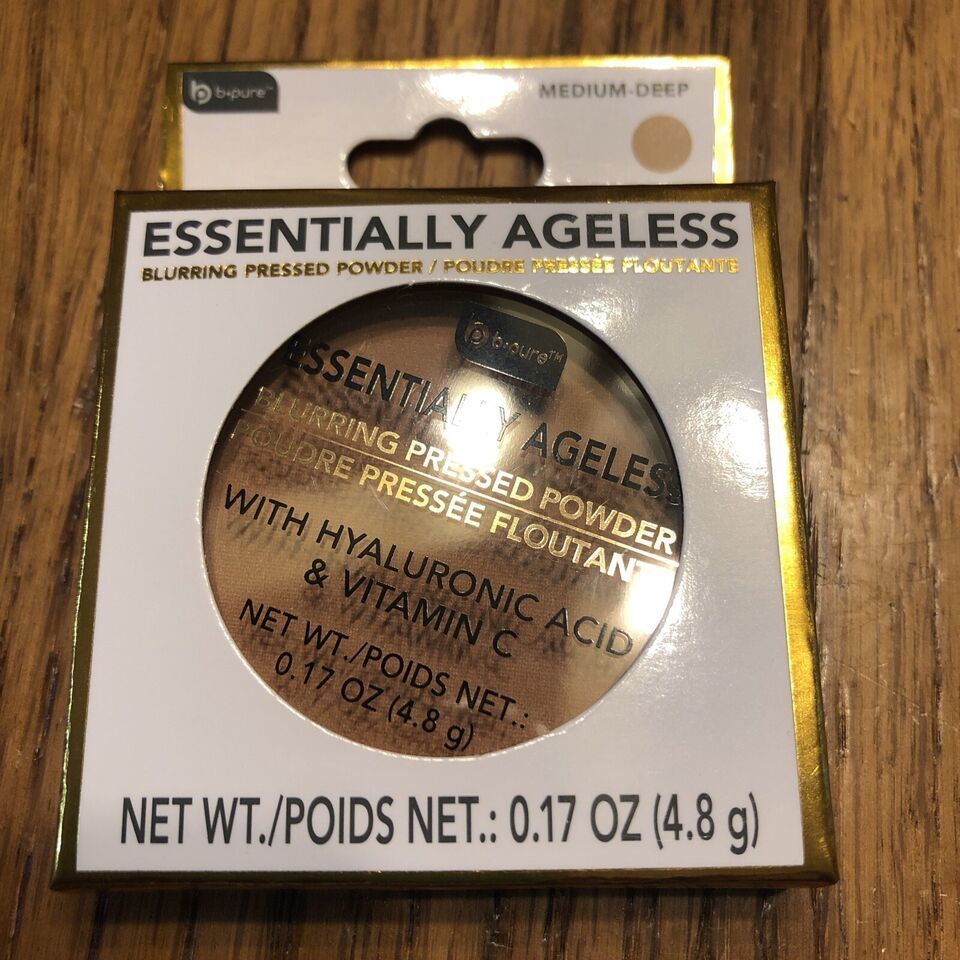 b•pure™
MEDIUM-DEEP
ESSENTIALLY AGELESS
BLURRING PRESSED POWDER / POUDRE PRESSÉE FLOUTANTE
b•pure™
ESSENTIALLY AGELESS
BLURRING PRESSED POWDER
POUDRE PRESSÉE FLOUTANT
WITH HYALURONIC ACID
& VITAMIN C
NET WT./POIDS NET.:
0.17 OZ (4.8 g)
NET WT./POIDS NET.: 0.17 OZ (4.8 g)